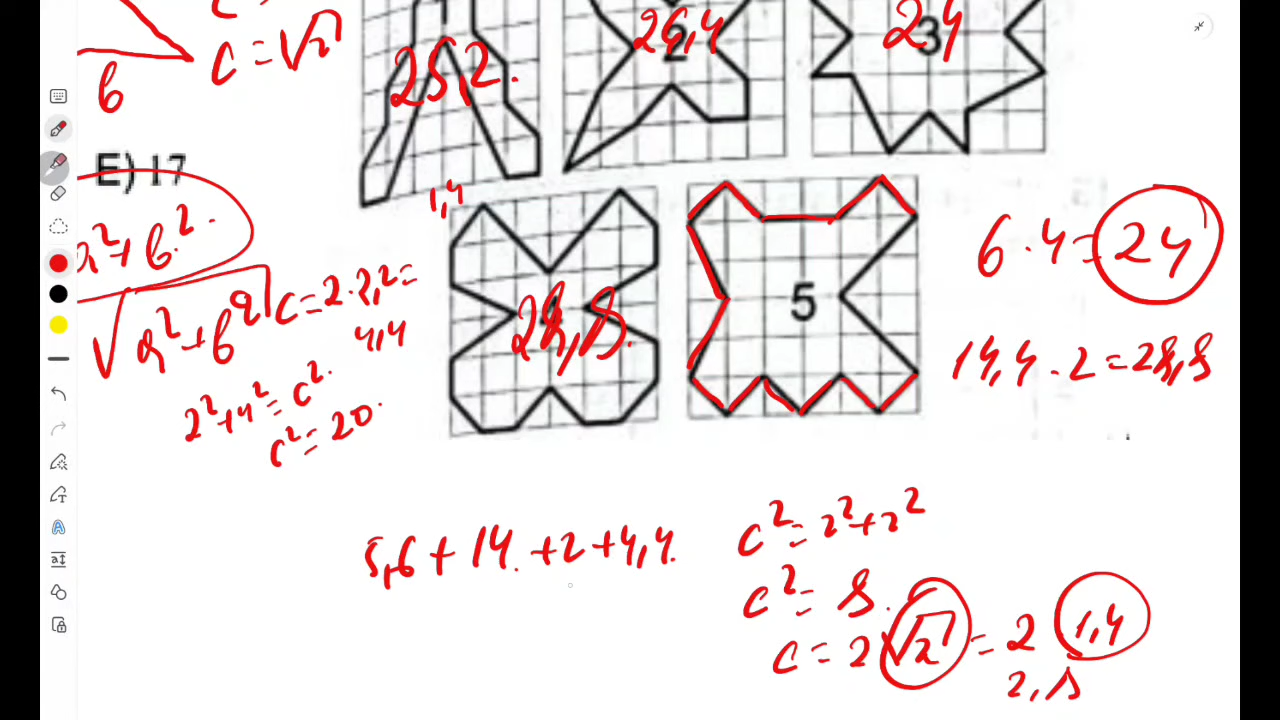 c = √2
b
E) 17
a² + b².
√a² + b²
2² + 4² = c².
c² = 20.
c = 2 · 2,2 =
4,4
25,2.
26,4
2
24
3
1,4
28,8.
5
6 · 4 = 24
14,4 · 2 = 28,8
5,6 + 14. + 2 + 4,4.
c² = 2² + 2²
c² = 8.
c = 2√2 = 2 1,4
2,8